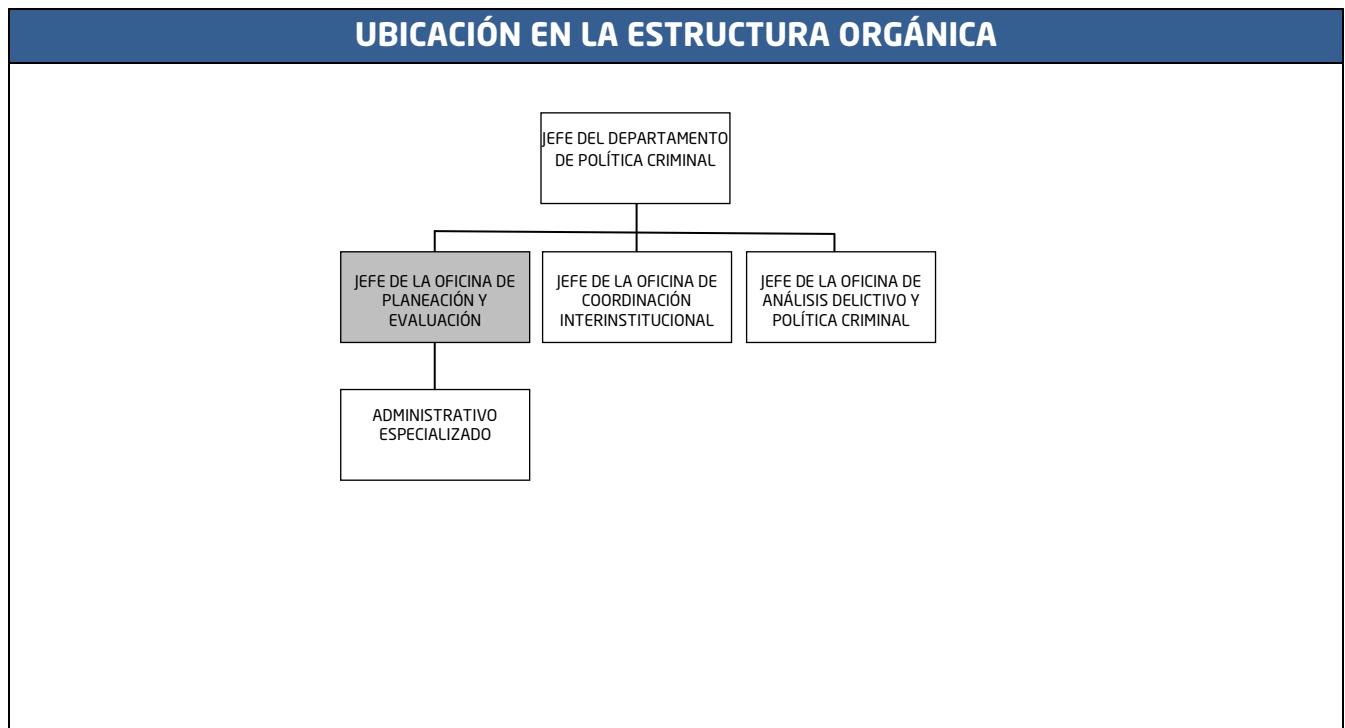 UBICACIÓN EN LA ESTRUCTURA ORGÁNICA
JEFE DEL DEPARTAMENTO
DE POLÍTICA CRIMINAL
JEFE DE LA OFICINA DE
PLANEACIÓN Y
EVALUACIÓN
JEFE DE LA OFICINA DE
COORDINACIÓN
INTERINSTITUCIONAL
JEFE DE LA OFICINA DE
ANÁLISIS DELICTIVO Y
POLÍTICA CRIMINAL
ADMINISTRATIVO
ESPECIALIZADO